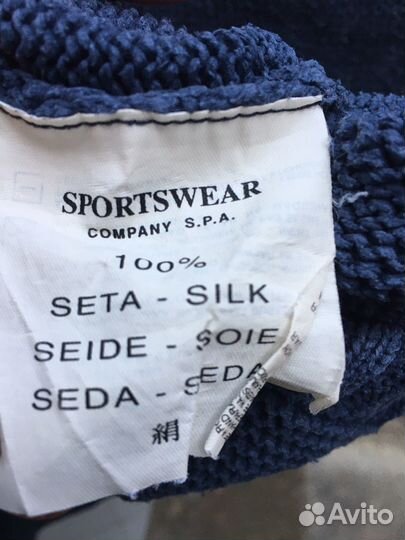 SPORTSWEAR
COMPANY S.P.A.
100%
SETA - SILK
SEIDE - SOIE
SEDA - SEDA
絹
Avito